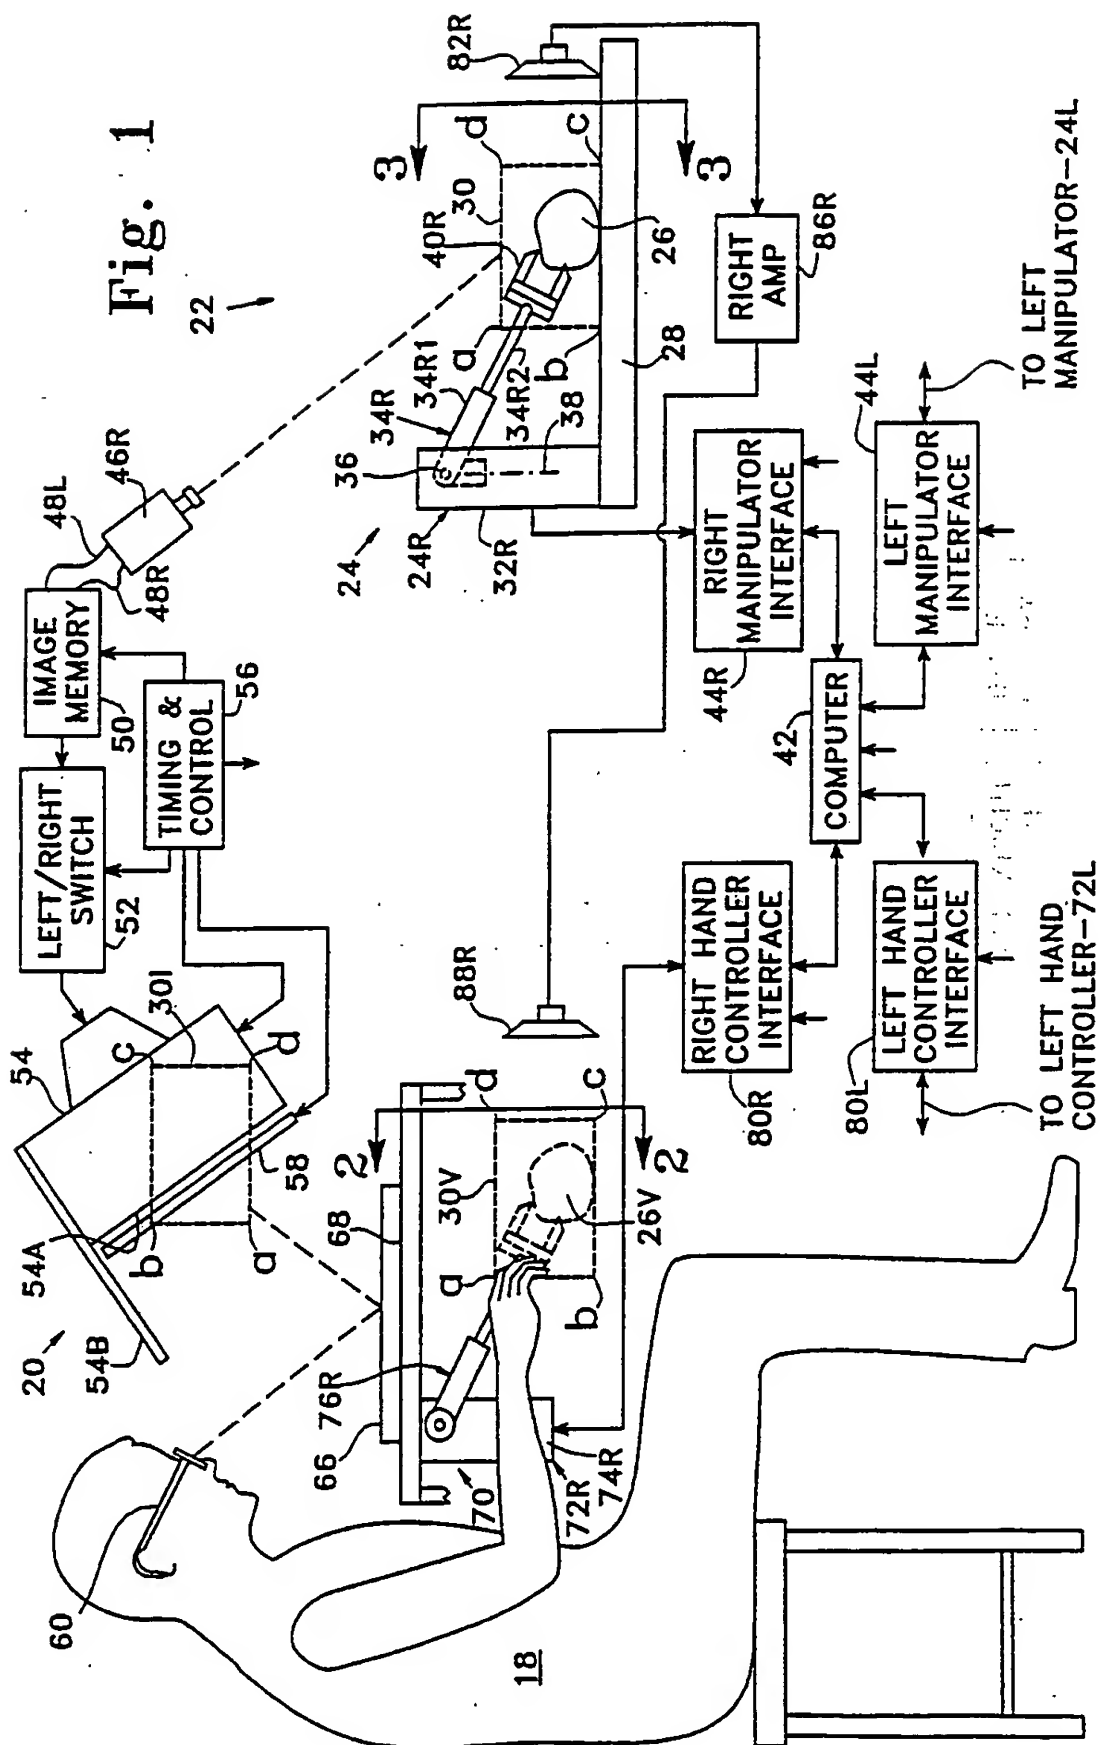 Fig. 1
22
20
60
18
54B
54A
54
b
c
a
d
30I
58
LEFT/RIGHT
SWITCH
52
IMAGE
MEMORY
50
TIMING &
CONTROL
56
48L
48R
46R
66
68
70
76R
72R
74R
2
2
30V
a
d
b
c
26V
88R
24
24R
32R
36
34R
34R1
34R2
38
40R
30
a
d
b
c
26
28
3
3
82R
RIGHT
AMP
86R
RIGHT
MANIPULATOR
INTERFACE
44R
COMPUTER
42
RIGHT HAND
CONTROLLER
INTERFACE
80R
LEFT HAND
CONTROLLER
INTERFACE
80L
TO LEFT HAND
CONTROLLER-72L
LEFT
MANIPULATOR
INTERFACE
44L
TO LEFT
MANIPULATOR-24L